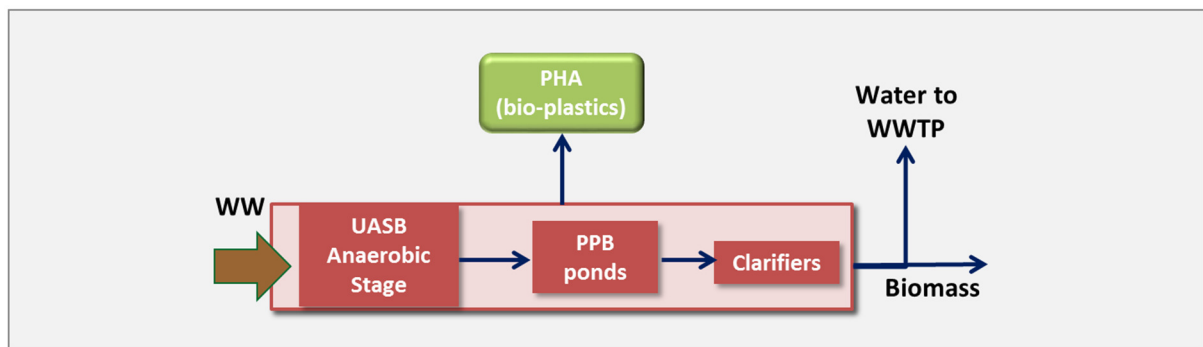 PHA
(bio-plastics)
Water to
WWTP
WW
UASB
Anaerobic
Stage
PPB
ponds
Clarifiers
Biomass